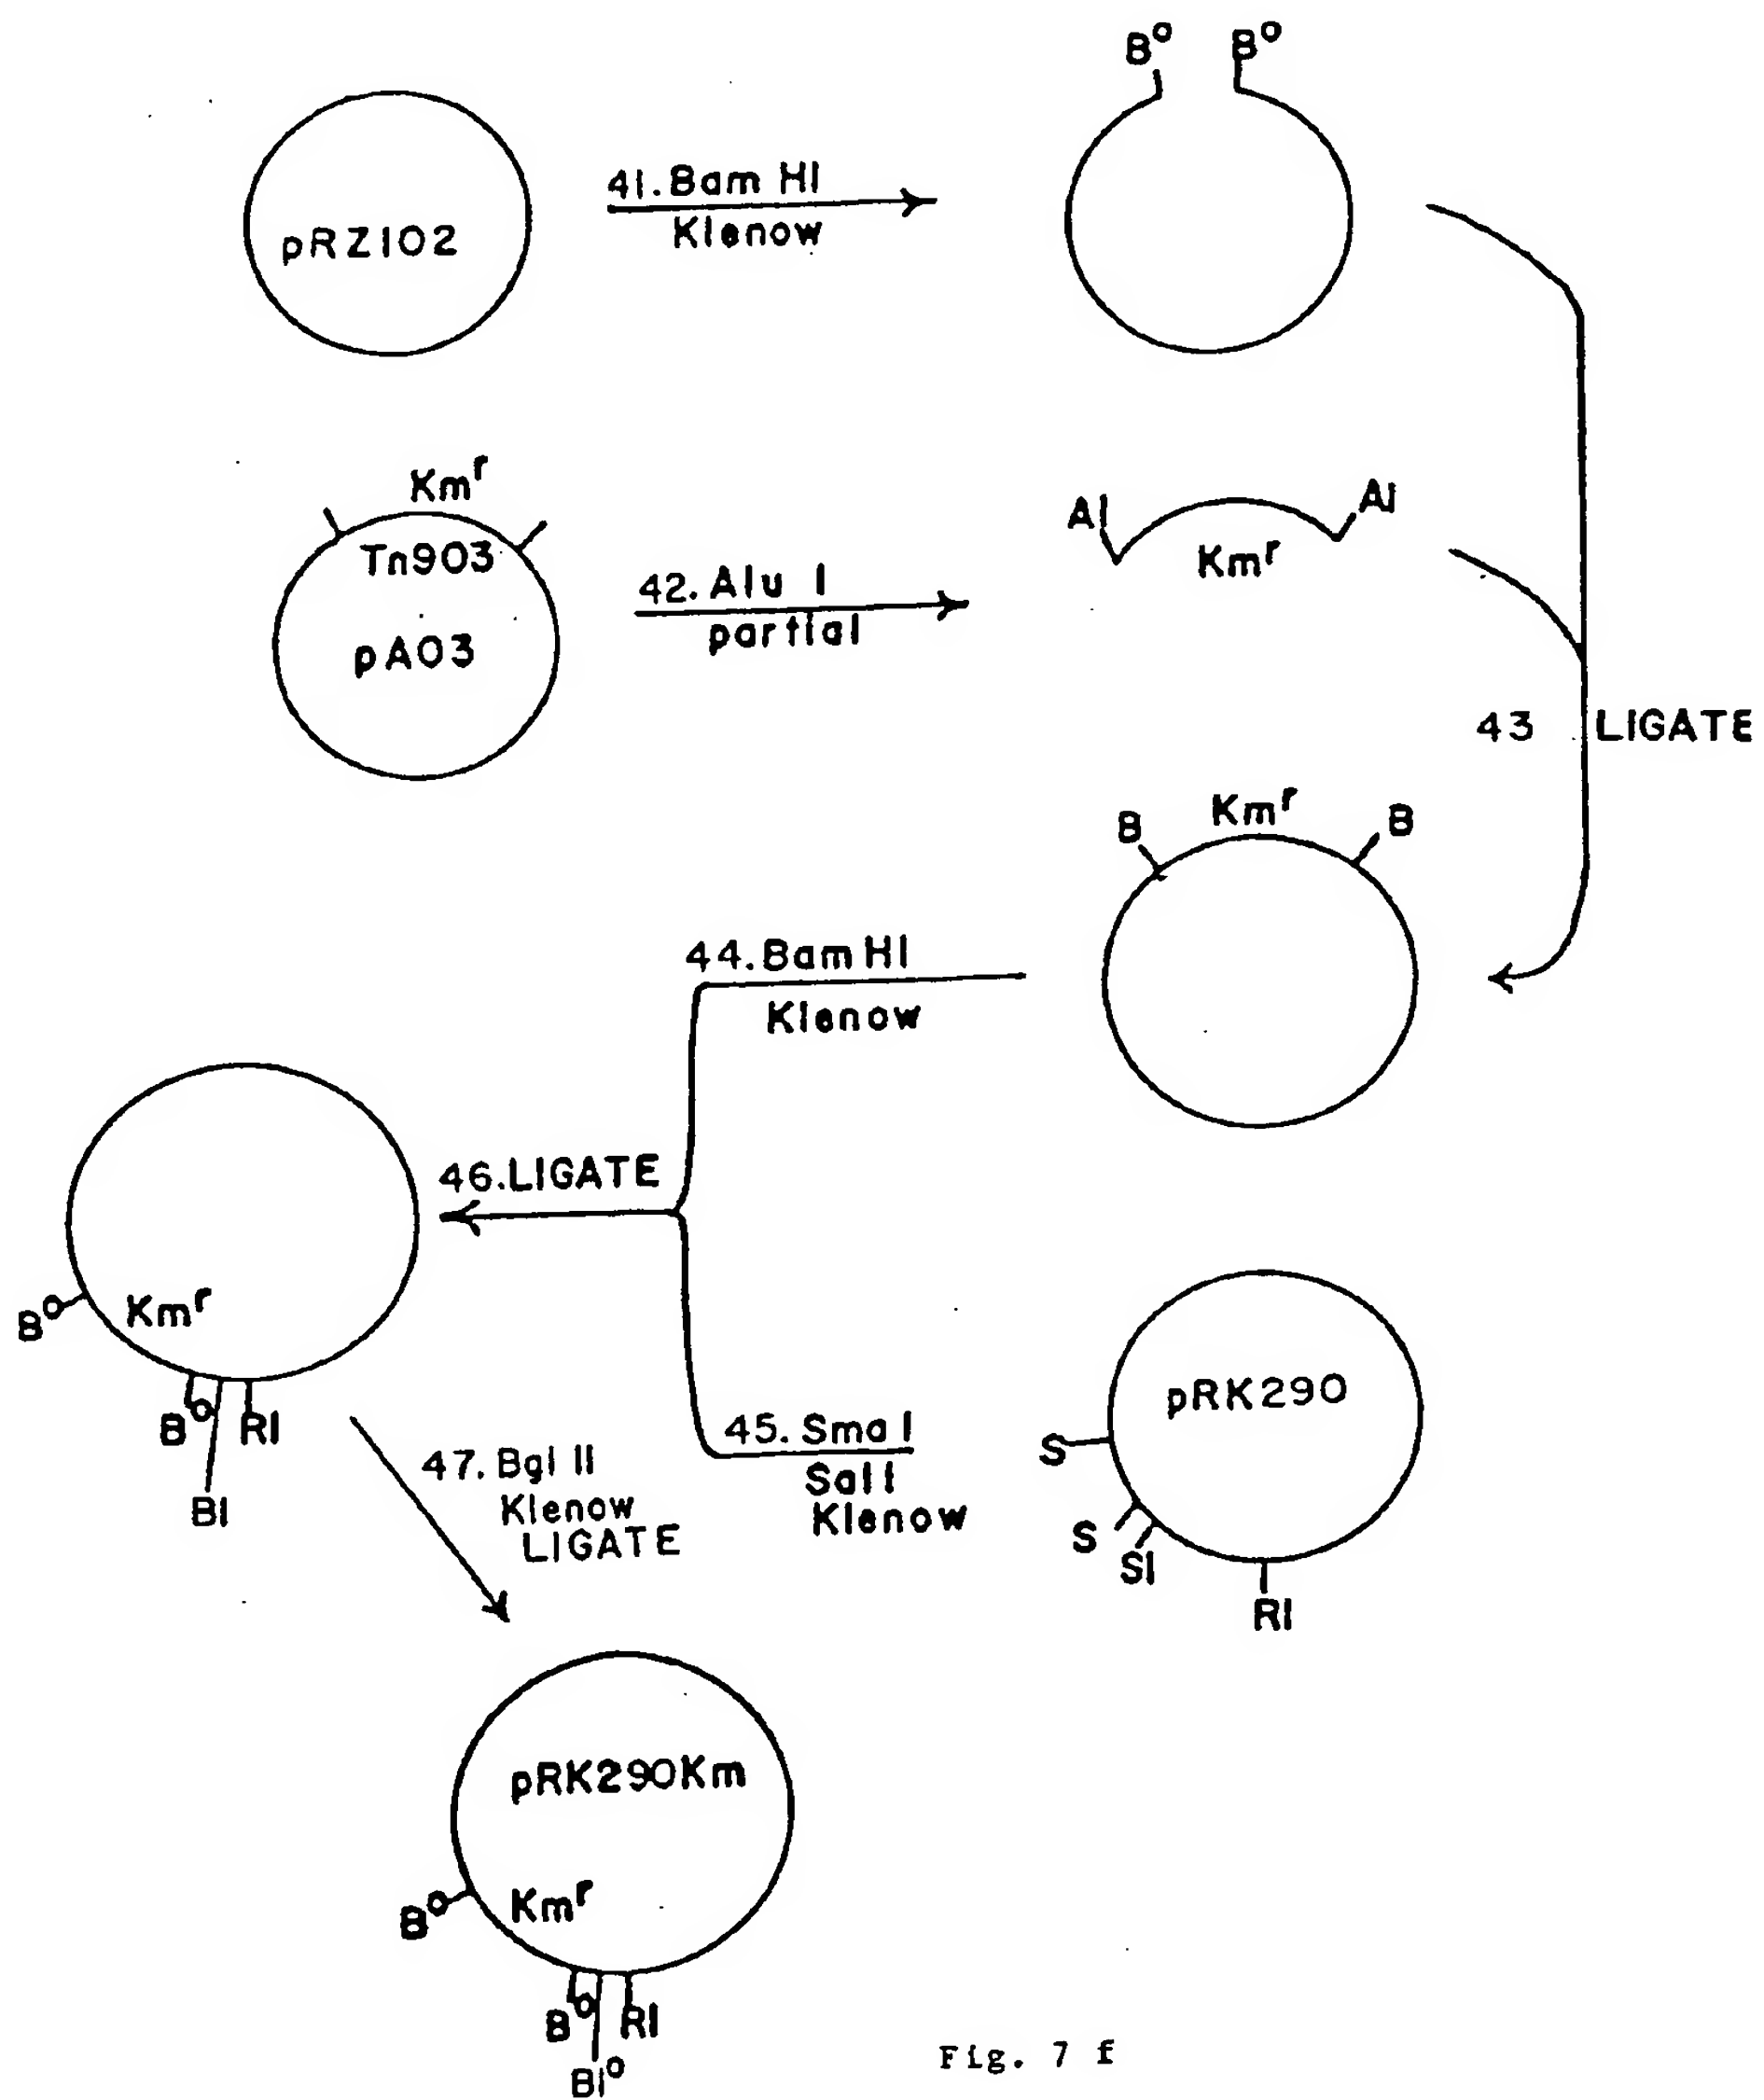 B° B°
pRZ102
41. Bam HI
Klenow
Kmʳ
Tn903
pA03
42. Alu I
partial
Al Al
Kmʳ
43 LIGATE
B Kmʳ B
44. Bam HI
Klenow
46. LIGATE
B° Kmʳ
B° RI
Bl
47. Bgl II
Klenow
LIGATE
45. Sma I
Sal I
Klenow
pRK290
S
S
Sl
RI
pRK290Km
B° Kmʳ
B° RI
Bl°
Fig. 7 f